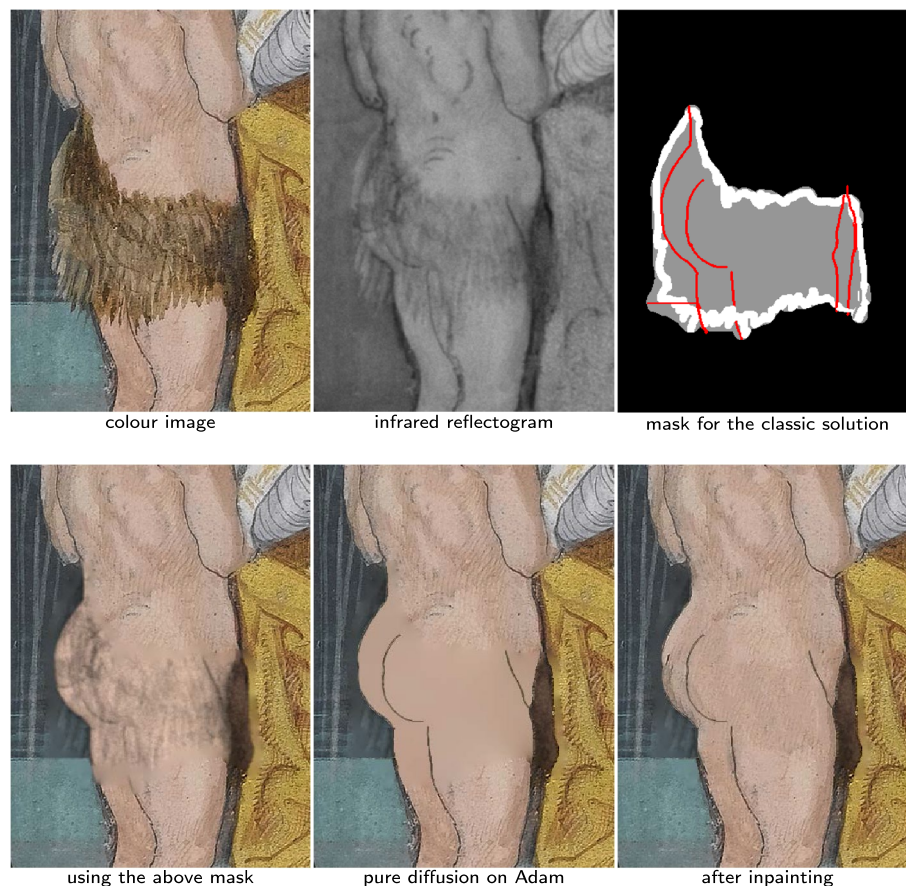 colour image
infrared reflectogram
mask for the classic solution
using the above mask
pure diffusion on Adam
after inpainting